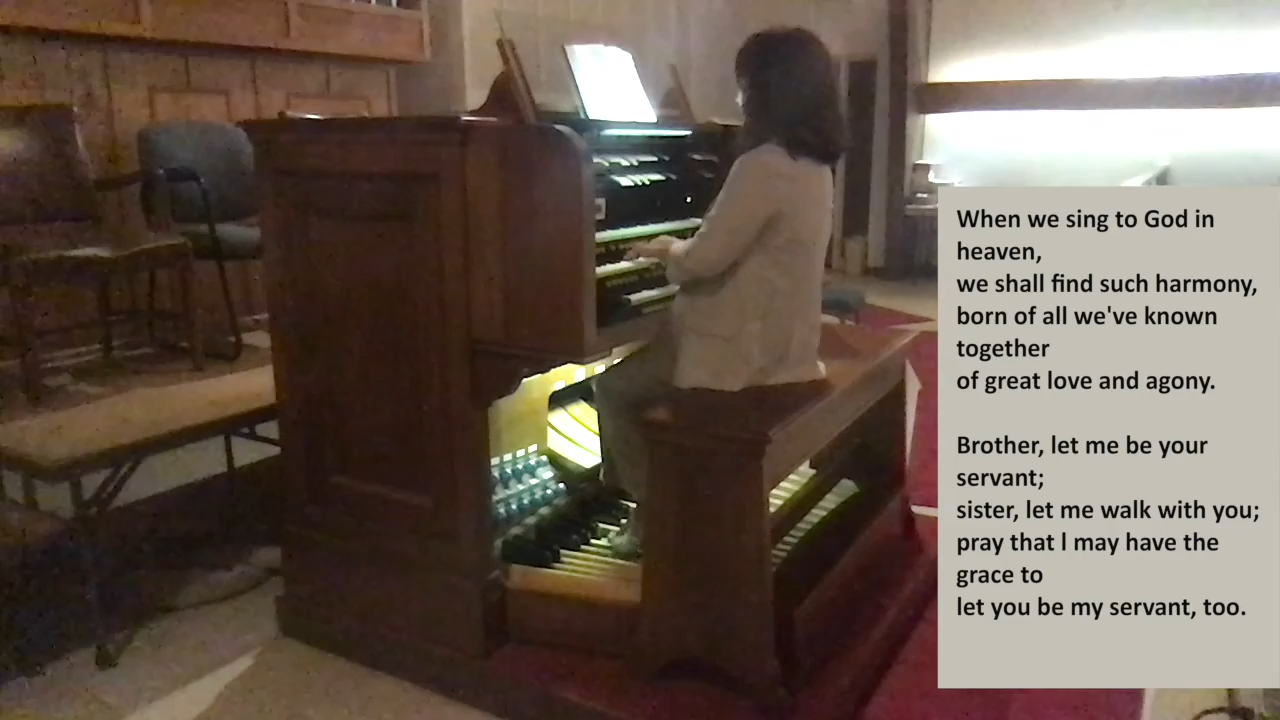 When we sing to God in
heaven,
we shall find such harmony,
born of all we've known
together
of great love and agony.
Brother, let me be your
servant;
sister, let me walk with you;
pray that I may have the
grace to
let you be my servant, too.